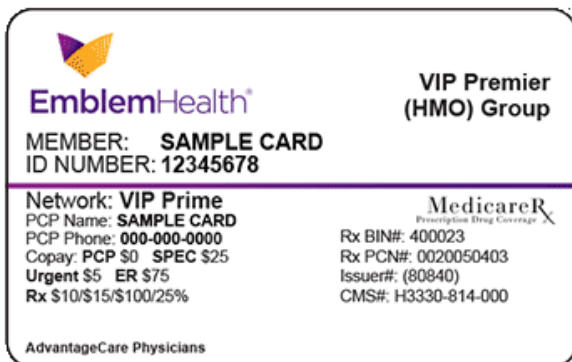 EmblemHealth®
VIP Premier
(HMO) Group
MEMBER: SAMPLE CARD
ID NUMBER: 12345678
Network: VIP Prime
PCP Name: SAMPLE CARD
PCP Phone: 000-000-0000
Copay: PCP $0 SPEC $25
Urgent $5 ER $75
Rx $10/$15/$100/25%
MedicareRx
Prescription Drug Coverage
Rx BIN#: 400023
Rx PCN#: 0020050403
Issuer#: (80840)
CMS#: H3330-814-000
AdvantageCare Physicians